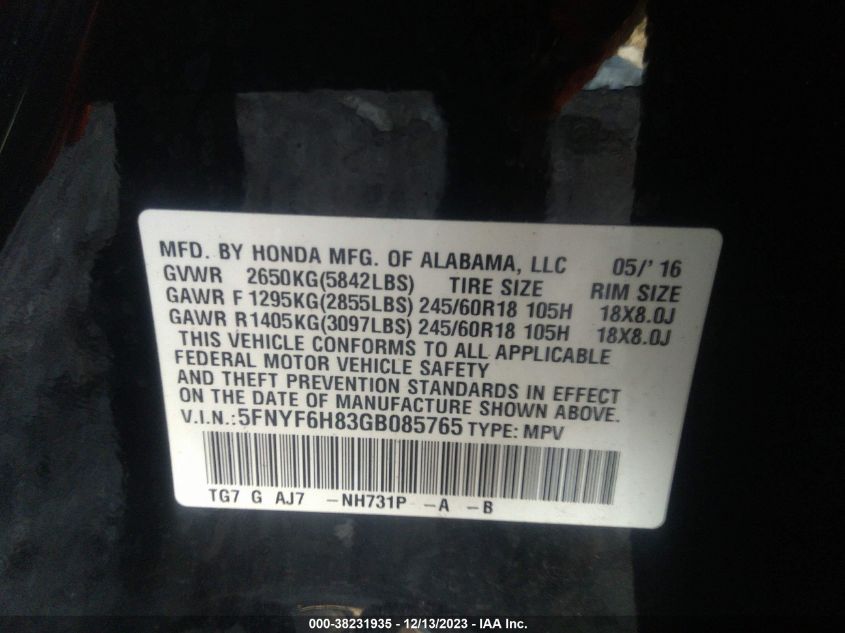 MFD. BY HONDA MFG. OF ALABAMA, LLC 05/' 16
GVWR 2650KG(5842LBS) TIRE SIZE RIM SIZE
GAWR F 1295KG(2855LBS) 245/60R18 105H 18X8.0J
GAWR R1405KG(3097LBS) 245/60R18 105H 18X8.0J
THIS VEHICLE CONFORMS TO ALL APPLICABLE
FEDERAL MOTOR VEHICLE SAFETY
AND THEFT PREVENTION STANDARDS IN EFFECT
ON THE DATE OF MANUFACTURE SHOWN ABOVE.
V.I.N.:5FNYF6H83GB085765 TYPE: MPV
TG7 G AJ7 -NH731P -A -B
000-38231935 - 12/13/2023 - IAA Inc.